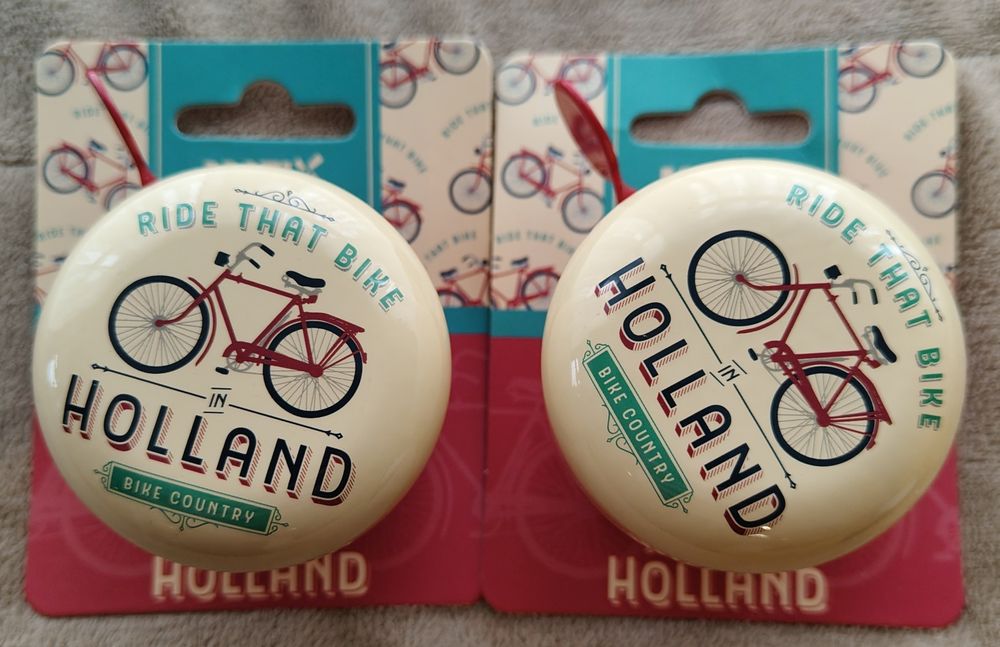 RIDE THAT BIKE
IN
HOLLAND
BIKE COUNTRY
HOLLAND
RIDE THAT BIKE
IN
HOLLAND
BIKE COUNTRY
HOLLAND